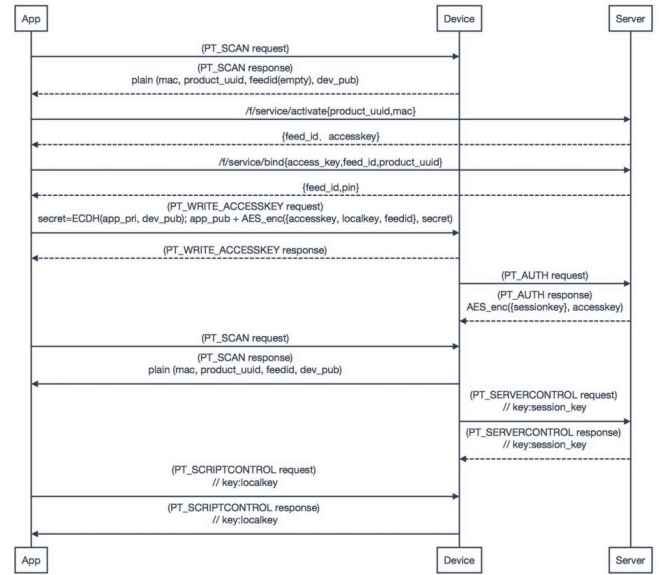 App
Device
Server
(PT_SCAN request)
(PT_SCAN response)
plain (mac, product_uuid, feedid(empty), dev_pub)
/f/service/activate{product_uuid,mac}
{feed_id, accesskey}
/f/service/bind{access_key,feed_id,product_uuid}
{feed_id,pin}
(PT_WRITE_ACCESSKEY request)
secret=ECDH(app_pri, dev_pub); app_pub + AES_enc({accesskey, localkey, feedid}, secret)
(PT_WRITE_ACCESSKEY response)
(PT_AUTH request)
(PT_AUTH response)
AES_enc({sessionkey}, accesskey)
(PT_SCAN request)
(PT_SCAN response)
plain (mac, product_uuid, feedid, dev_pub)
(PT_SERVERCONTROL request)
// key:session_key
(PT_SERVERCONTROL response)
// key:session_key
(PT_SCRIPTCONTROL request)
// key:localkey
(PT_SCRIPTCONTROL response)
// key:localkey
App
Device
Server